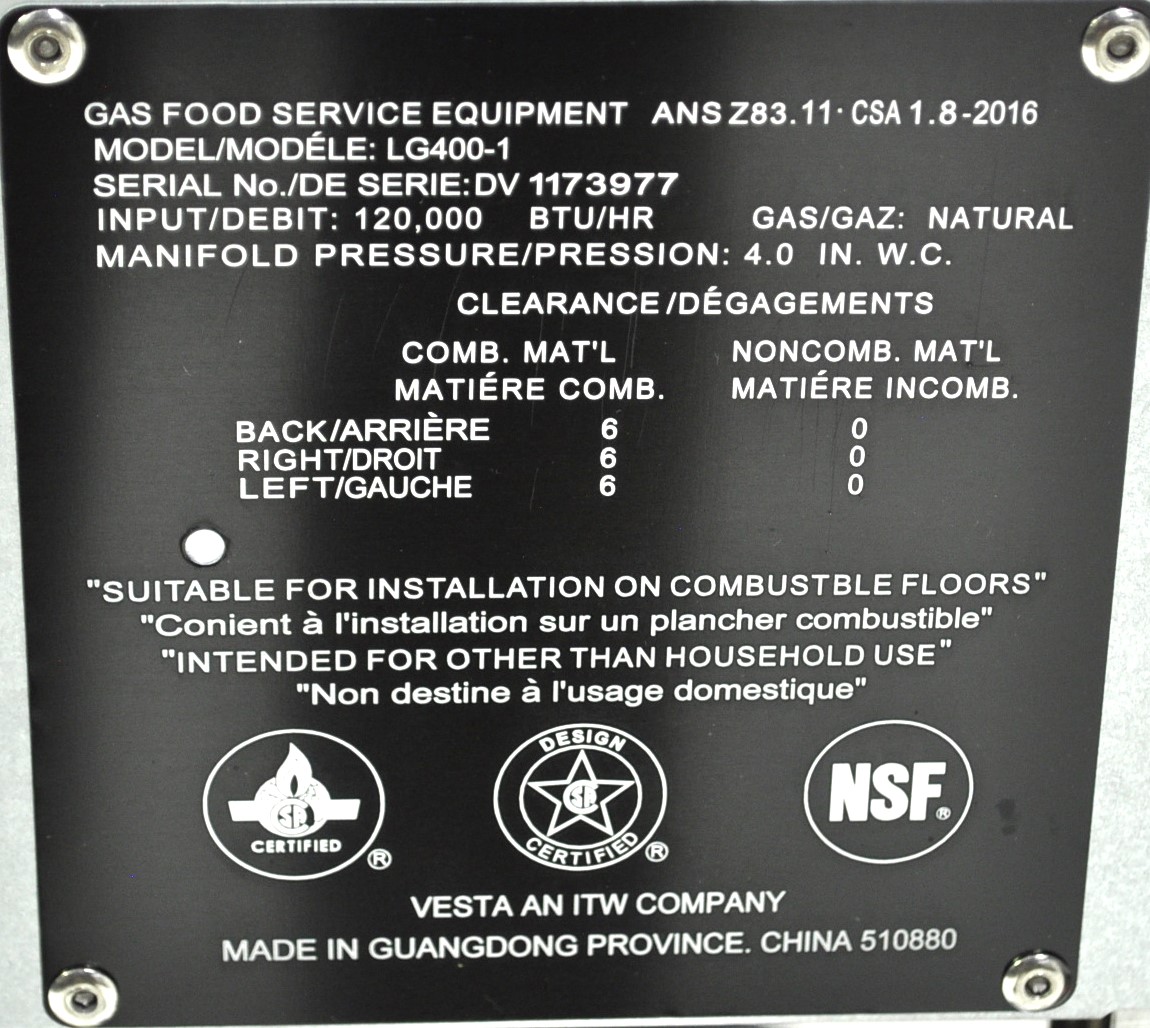 GAS FOOD SERVICE EQUIPMENT ANS Z83.11· CSA 1.8-2016
MODEL/MODÉLE: LG400-1
SERIAL No./DE SERIE: DV 1173977
INPUT/DEBIT: 120,000 BTU/HR GAS/GAZ: NATURAL
MANIFOLD PRESSURE/PRESSION: 4.0 IN. W.C.
CLEARANCE/DÉGAGEMENTS
COMB. MAT'L NONCOMB. MAT'L
MATIÉRE COMB. MATIÉRE INCOMB.
BACK/ARRIÈRE 6 0
RIGHT/DROIT 6 0
LEFT/GAUCHE 6 0
"SUITABLE FOR INSTALLATION ON COMBUSTBLE FLOORS"
"Conient à l'installation sur un plancher combustible"
"INTENDED FOR OTHER THAN HOUSEHOLD USE"
"Non destine à l'usage domestique"
SA CERTIFIED ®
DESIGN SA CERTIFIED ®
NSF®
VESTA AN ITW COMPANY
MADE IN GUANGDONG PROVINCE. CHINA 510880